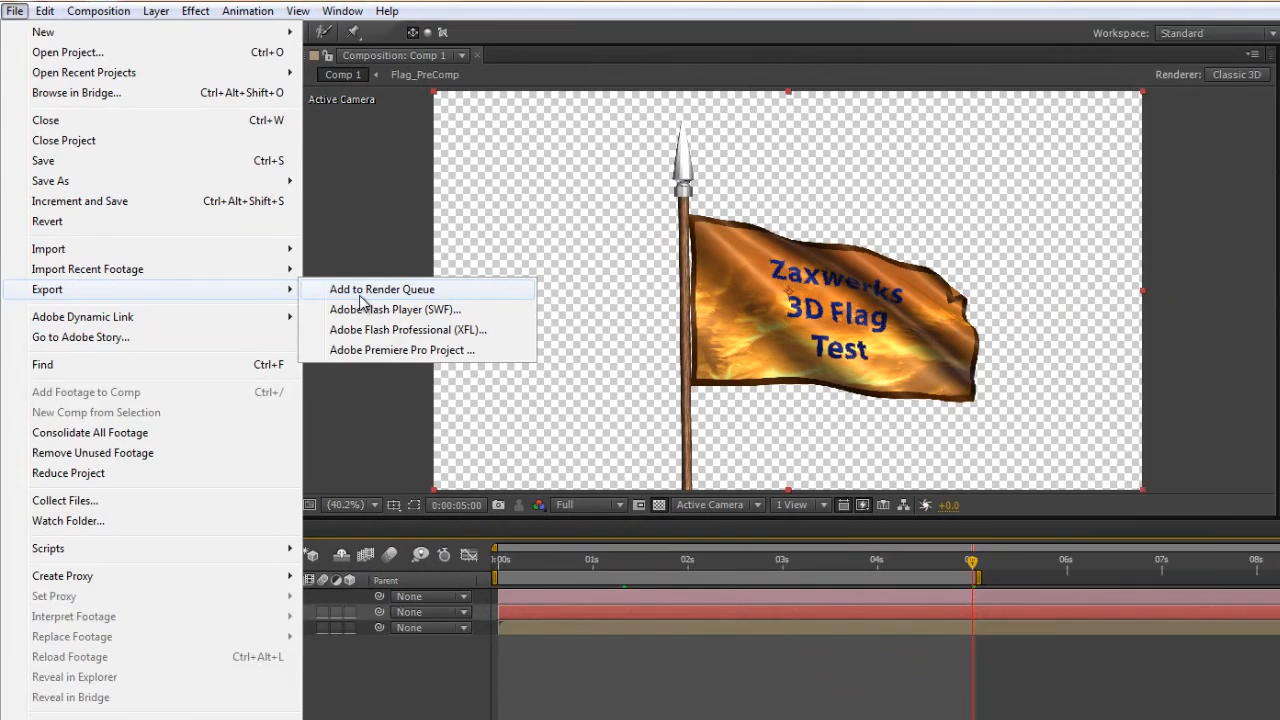 File Edit Composition Layer Effect Animation View Window Help
New
Open Project... Ctrl+O
Open Recent Projects
Browse in Bridge... Ctrl+Alt+Shift+O
Close Ctrl+W
Close Project
Save Ctrl+S
Save As
Increment and Save Ctrl+Alt+Shift+S
Revert
Import
Import Recent Footage
Export
Adobe Dynamic Link
Go to Adobe Story...
Find Ctrl+F
Add Footage to Comp Ctrl+/
New Comp from Selection
Consolidate All Footage
Remove Unused Footage
Reduce Project
Collect Files...
Watch Folder...
Scripts
Create Proxy
Set Proxy
Interpret Footage
Replace Footage
Reload Footage Ctrl+Alt+L
Reveal in Explorer
Reveal in Bridge
Add to Render Queue
Adobe Flash Player (SWF)...
Adobe Flash Professional (XFL)...
Adobe Premiere Pro Project ...
Workspace: Standard
Composition: Comp 1
Comp 1 Flag_PreComp Renderer: Classic 3D
Active Camera
Zaxwerks
3D Flag
Test
(40.2%) 0:00:05:00 Full Active Camera 1 View +0.0
00s 01s 02s 03s 04s 06s 07s 08s
Parent
None
None
None